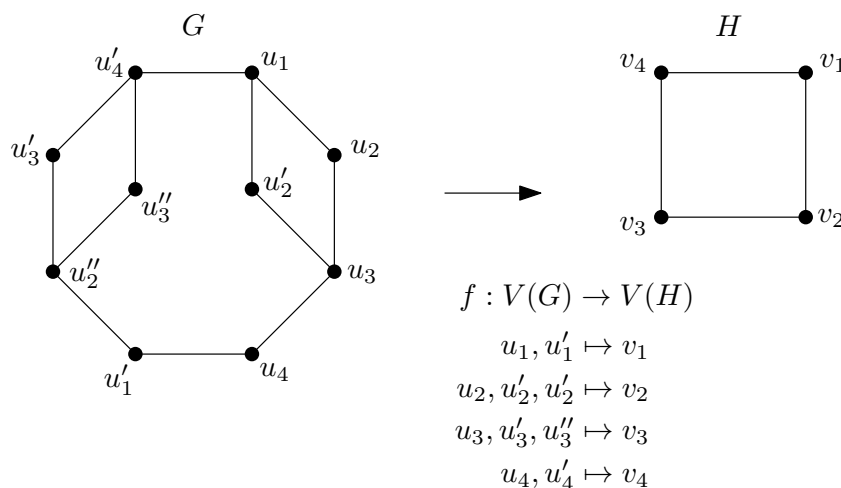 G
H
u′₄
u₁
v₄
v₁
u′₃
u₂
u″₃
u′₂
v₃
v₂
u″₂
u₃
f : V(G) → V(H)
u₁, u′₁ ↦ v₁
u′₁
u₄
u₂, u′₂, u′₂ ↦ v₂
u₃, u′₃, u″₃ ↦ v₃
u₄, u′₄ ↦ v₄